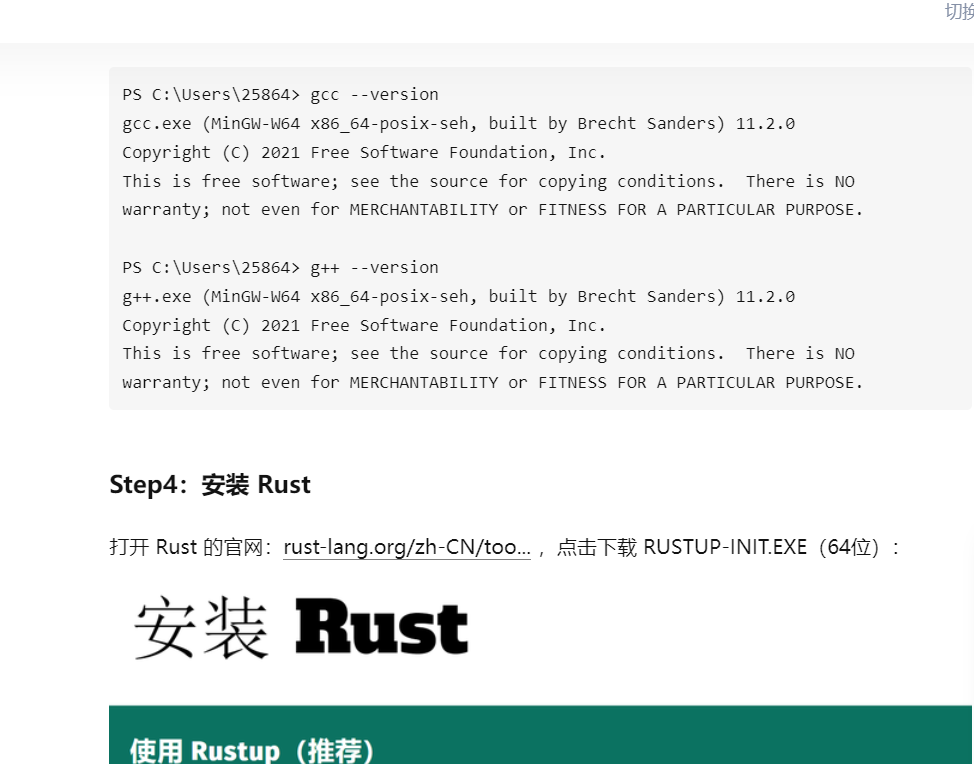 切换
PS C:\Users\25864> gcc --version
gcc.exe (MinGW-W64 x86_64-posix-seh, built by Brecht Sanders) 11.2.0
Copyright (C) 2021 Free Software Foundation, Inc.
This is free software; see the source for copying conditions.  There is NO
warranty; not even for MERCHANTABILITY or FITNESS FOR A PARTICULAR PURPOSE.
PS C:\Users\25864> g++ --version
g++.exe (MinGW-W64 x86_64-posix-seh, built by Brecht Sanders) 11.2.0
Copyright (C) 2021 Free Software Foundation, Inc.
This is free software; see the source for copying conditions.  There is NO
warranty; not even for MERCHANTABILITY or FITNESS FOR A PARTICULAR PURPOSE.
Step4：安装 Rust
打开 Rust 的官网：rust-lang.org/zh-CN/too... ，点击下载 RUSTUP-INIT.EXE（64位）:
安装 Rust
使用 Rustup（推荐）